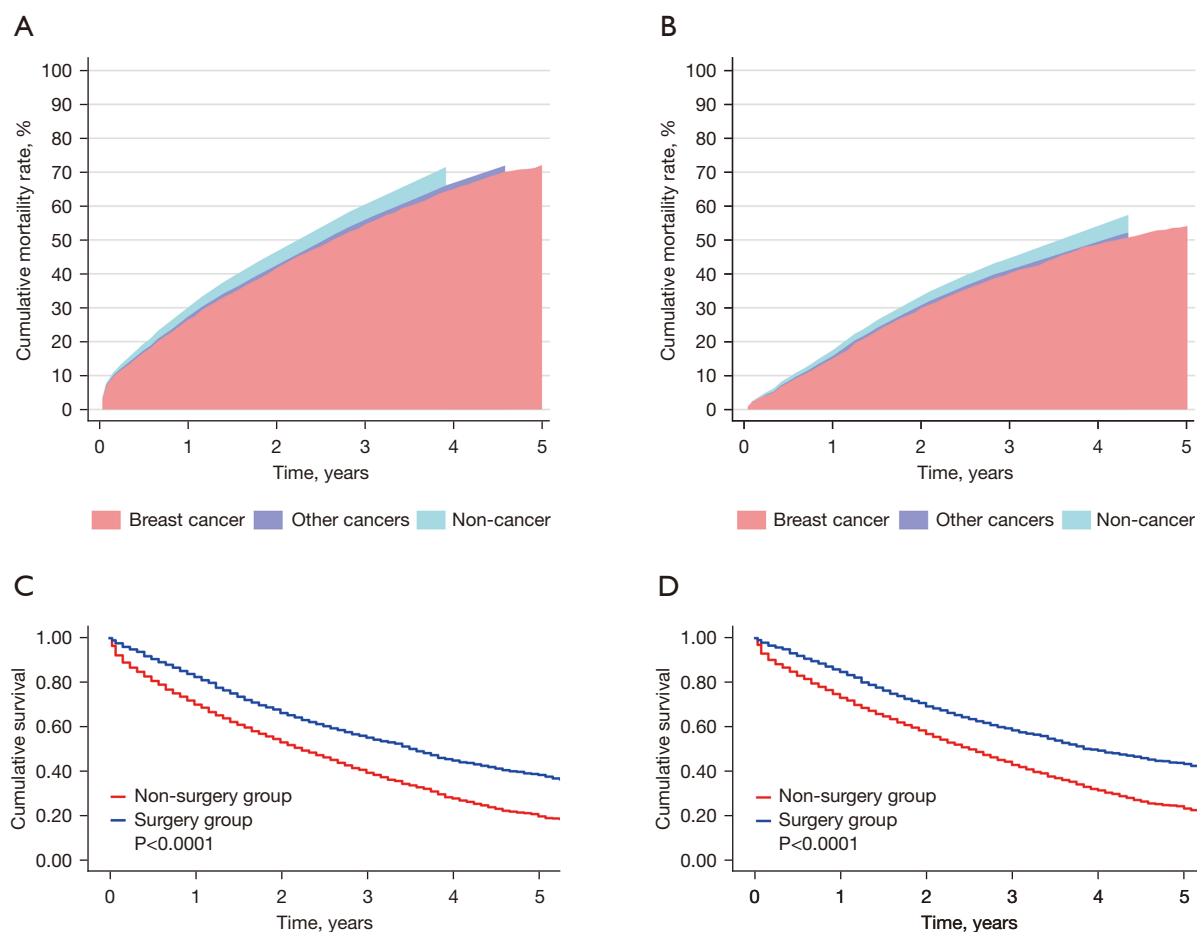 A
Cumulative mortaility rate, %
100
90
80
70
60
50
40
30
20
10
0
0 1 2 3 4 5
Time, years
Breast cancer Other cancers Non-cancer
B
Cumulative mortaility rate, %
100
90
80
70
60
50
40
30
20
10
0
0 1 2 3 4 5
Time, years
Breast cancer Other cancers Non-cancer
C
Cumulative survival
1.00
0.80
0.60
0.40
0.20
0.00
Non-surgery group
Surgery group
P<0.0001
0 1 2 3 4 5
Time, years
D
Cumulative survival
1.00
0.80
0.60
0.40
0.20
0.00
Non-surgery group
Surgery group
P<0.0001
0 1 2 3 4 5
Time, years